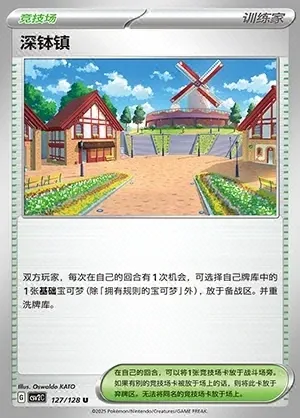 竞技场 训练家
深钵镇
双方玩家，每次在自己的回合有1次机会，可选择自己牌库中的
1张基础宝可梦（除「拥有规则的宝可梦」外），放于备战区。并重
洗牌库。
在自己的回合，可以将1张竞技场卡放于战斗场旁。
如果有别的竞技场卡被放于场上的话，则将此卡放于
弃牌区。无法将同名的竞技场卡放于场上。
Illus. Oswaldo KATO
G CSV2C 127/128 U
©2025 Pokémon/Nintendo/Creatures/GAME FREAK.